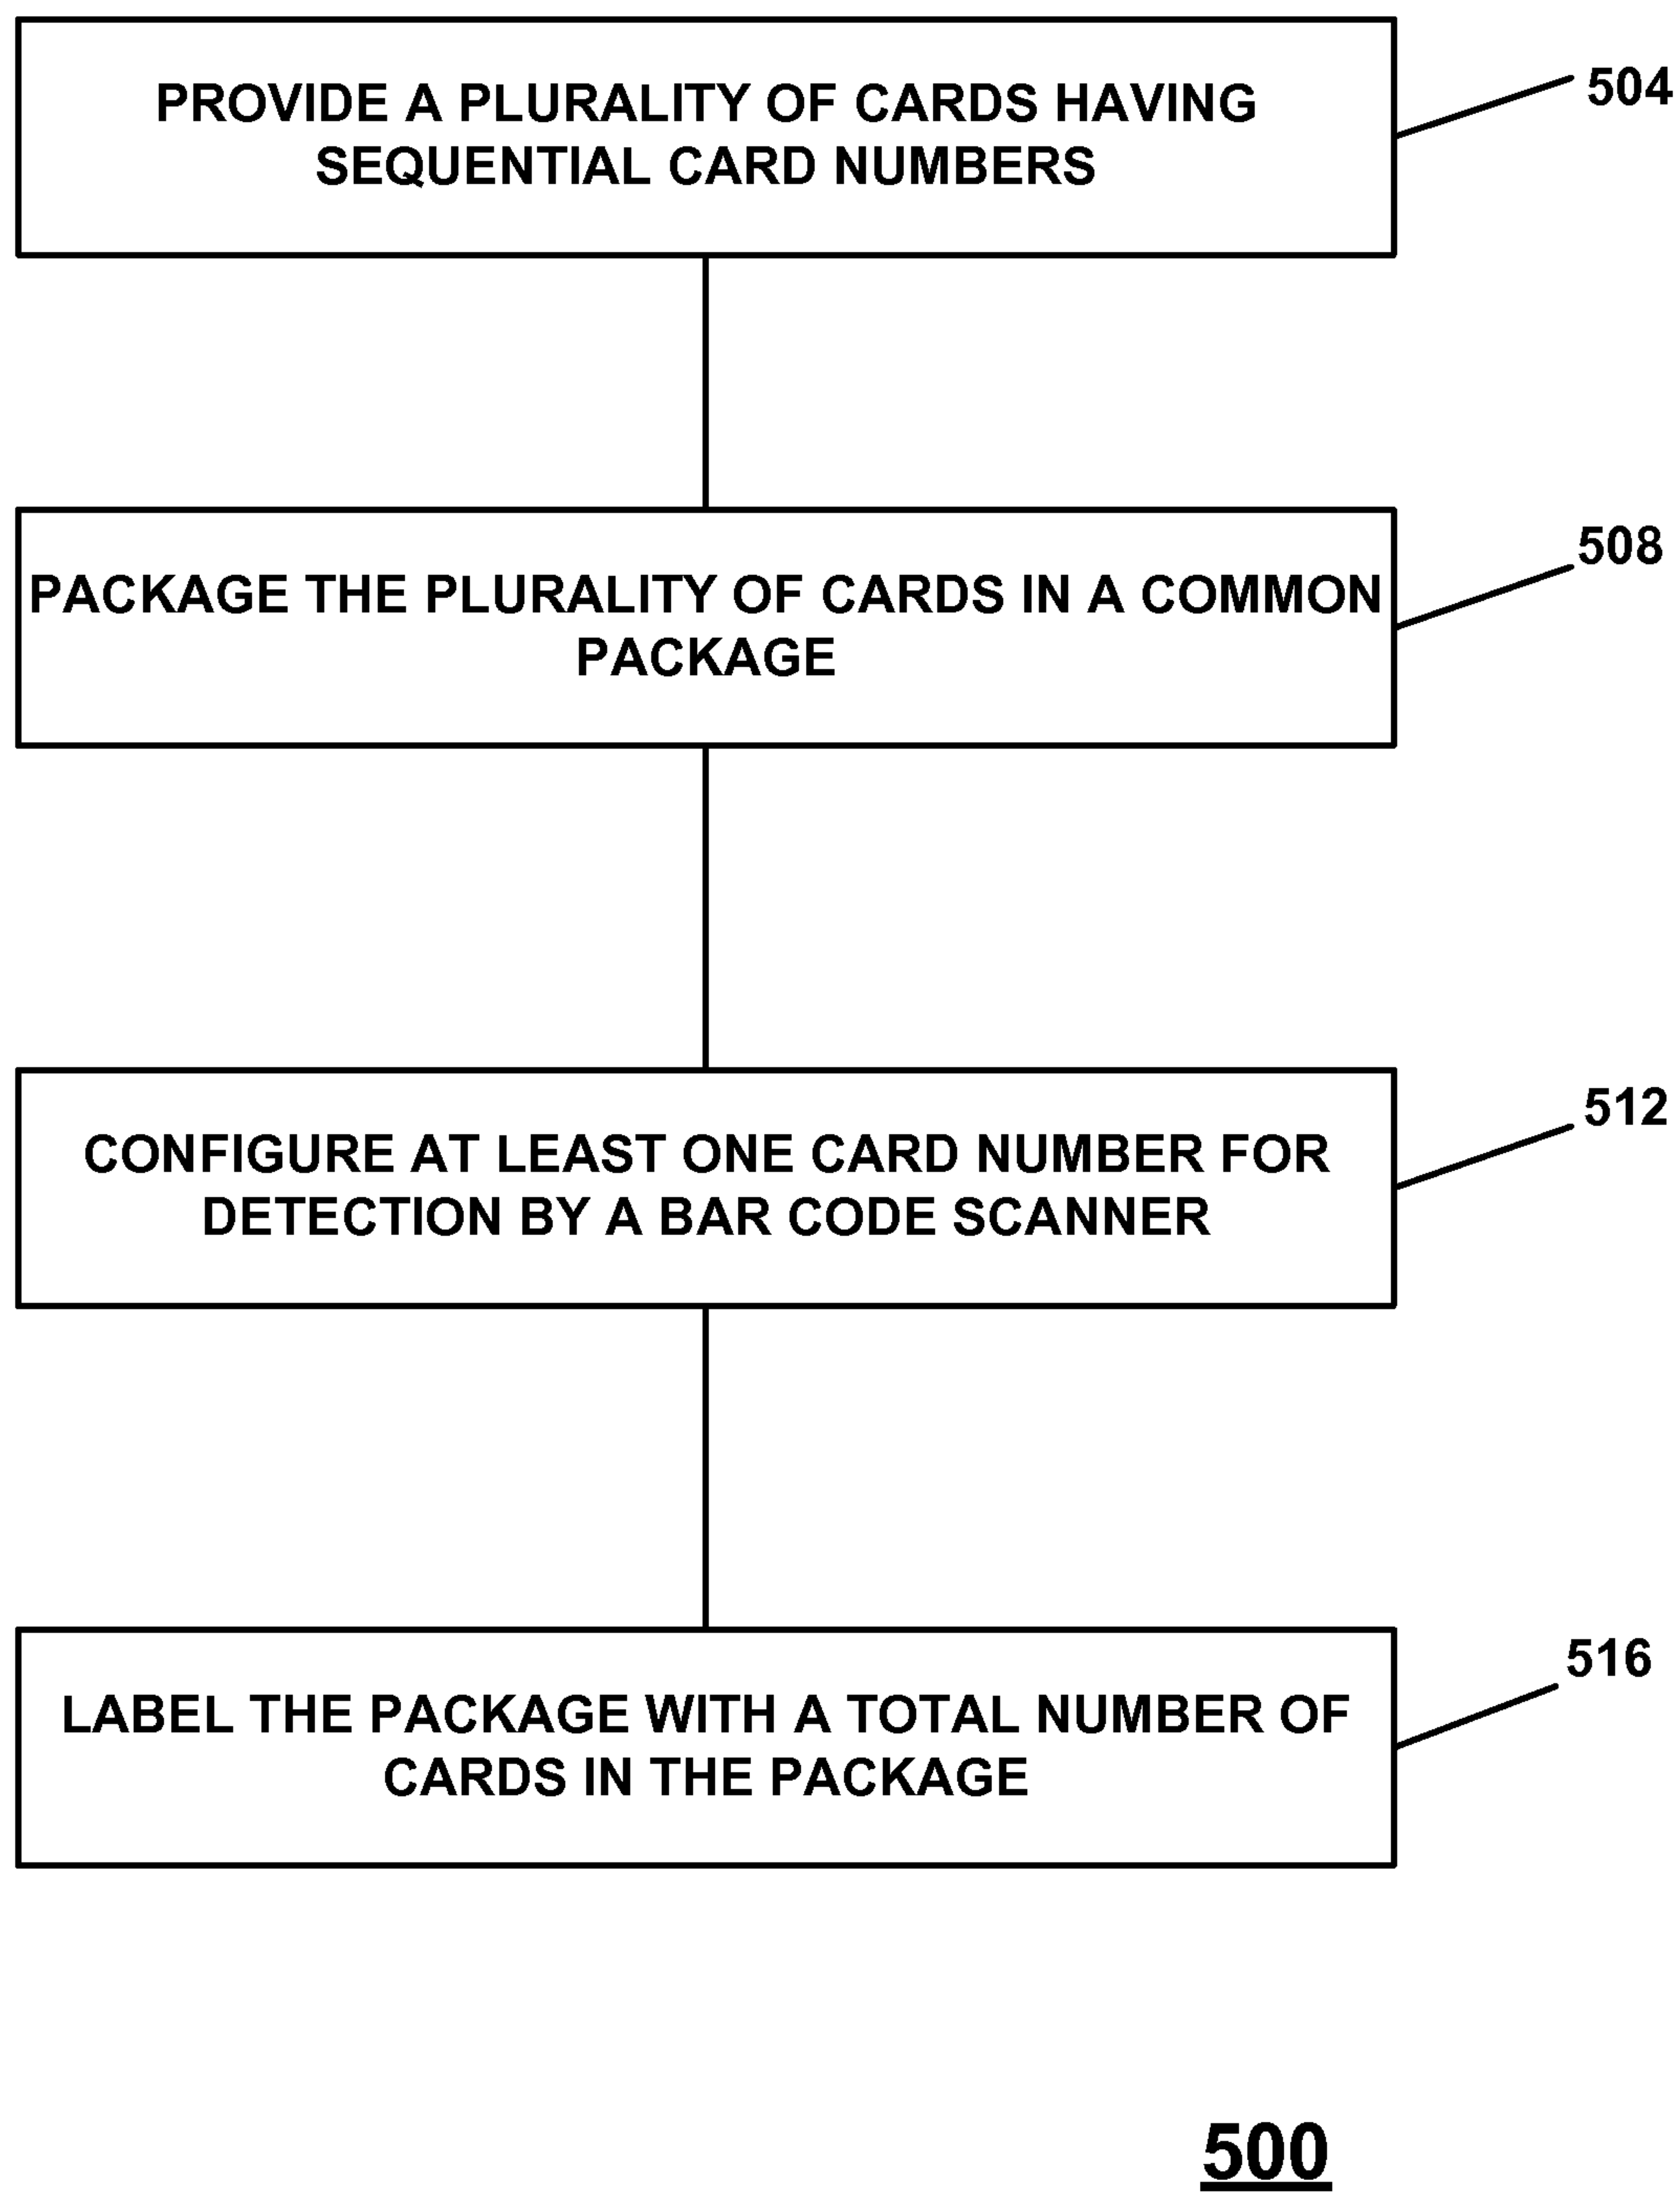 PROVIDE A PLURALITY OF CARDS HAVING
SEQUENTIAL CARD NUMBERS
504
PACKAGE THE PLURALITY OF CARDS IN A COMMON
PACKAGE
508
CONFIGURE AT LEAST ONE CARD NUMBER FOR
DETECTION BY A BAR CODE SCANNER
512
LABEL THE PACKAGE WITH A TOTAL NUMBER OF
CARDS IN THE PACKAGE
516
500